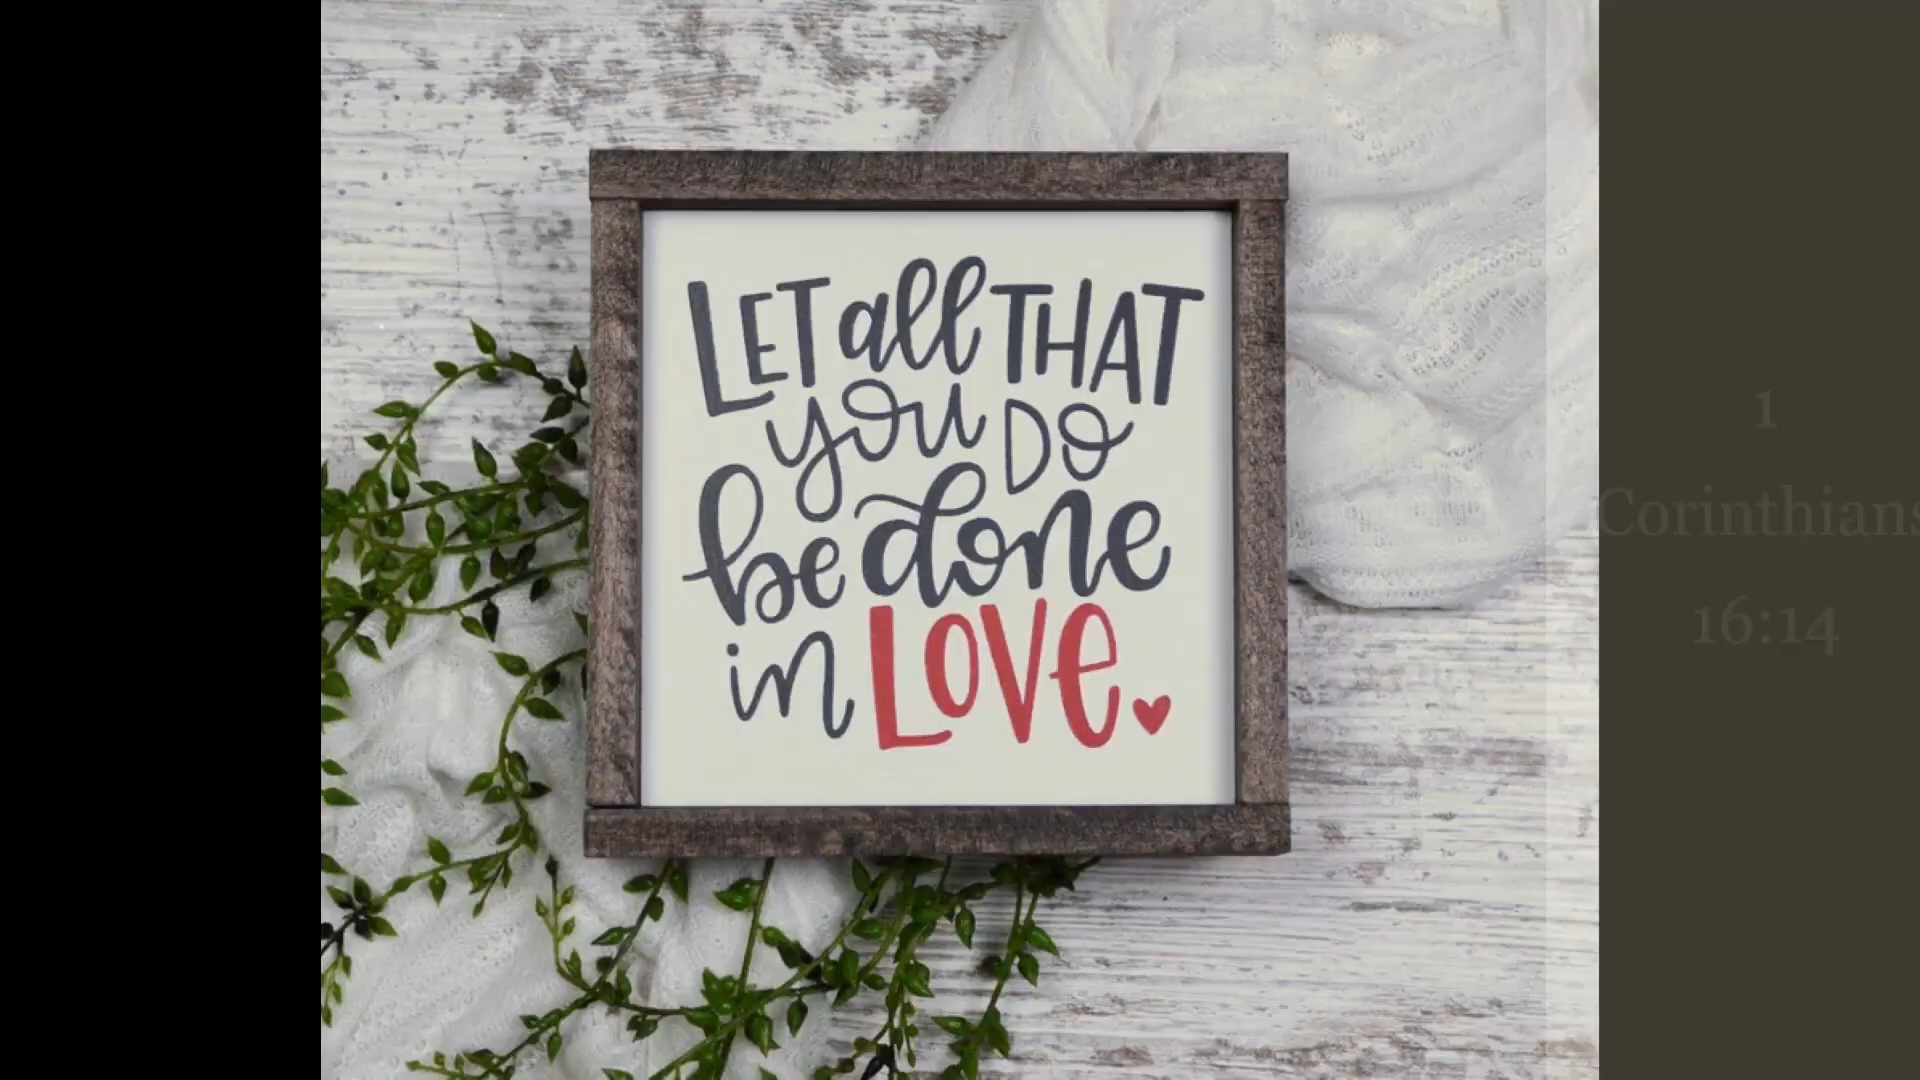 LET all THAT
you DO
be done
in LOVE.
1
Corinthians
16:14